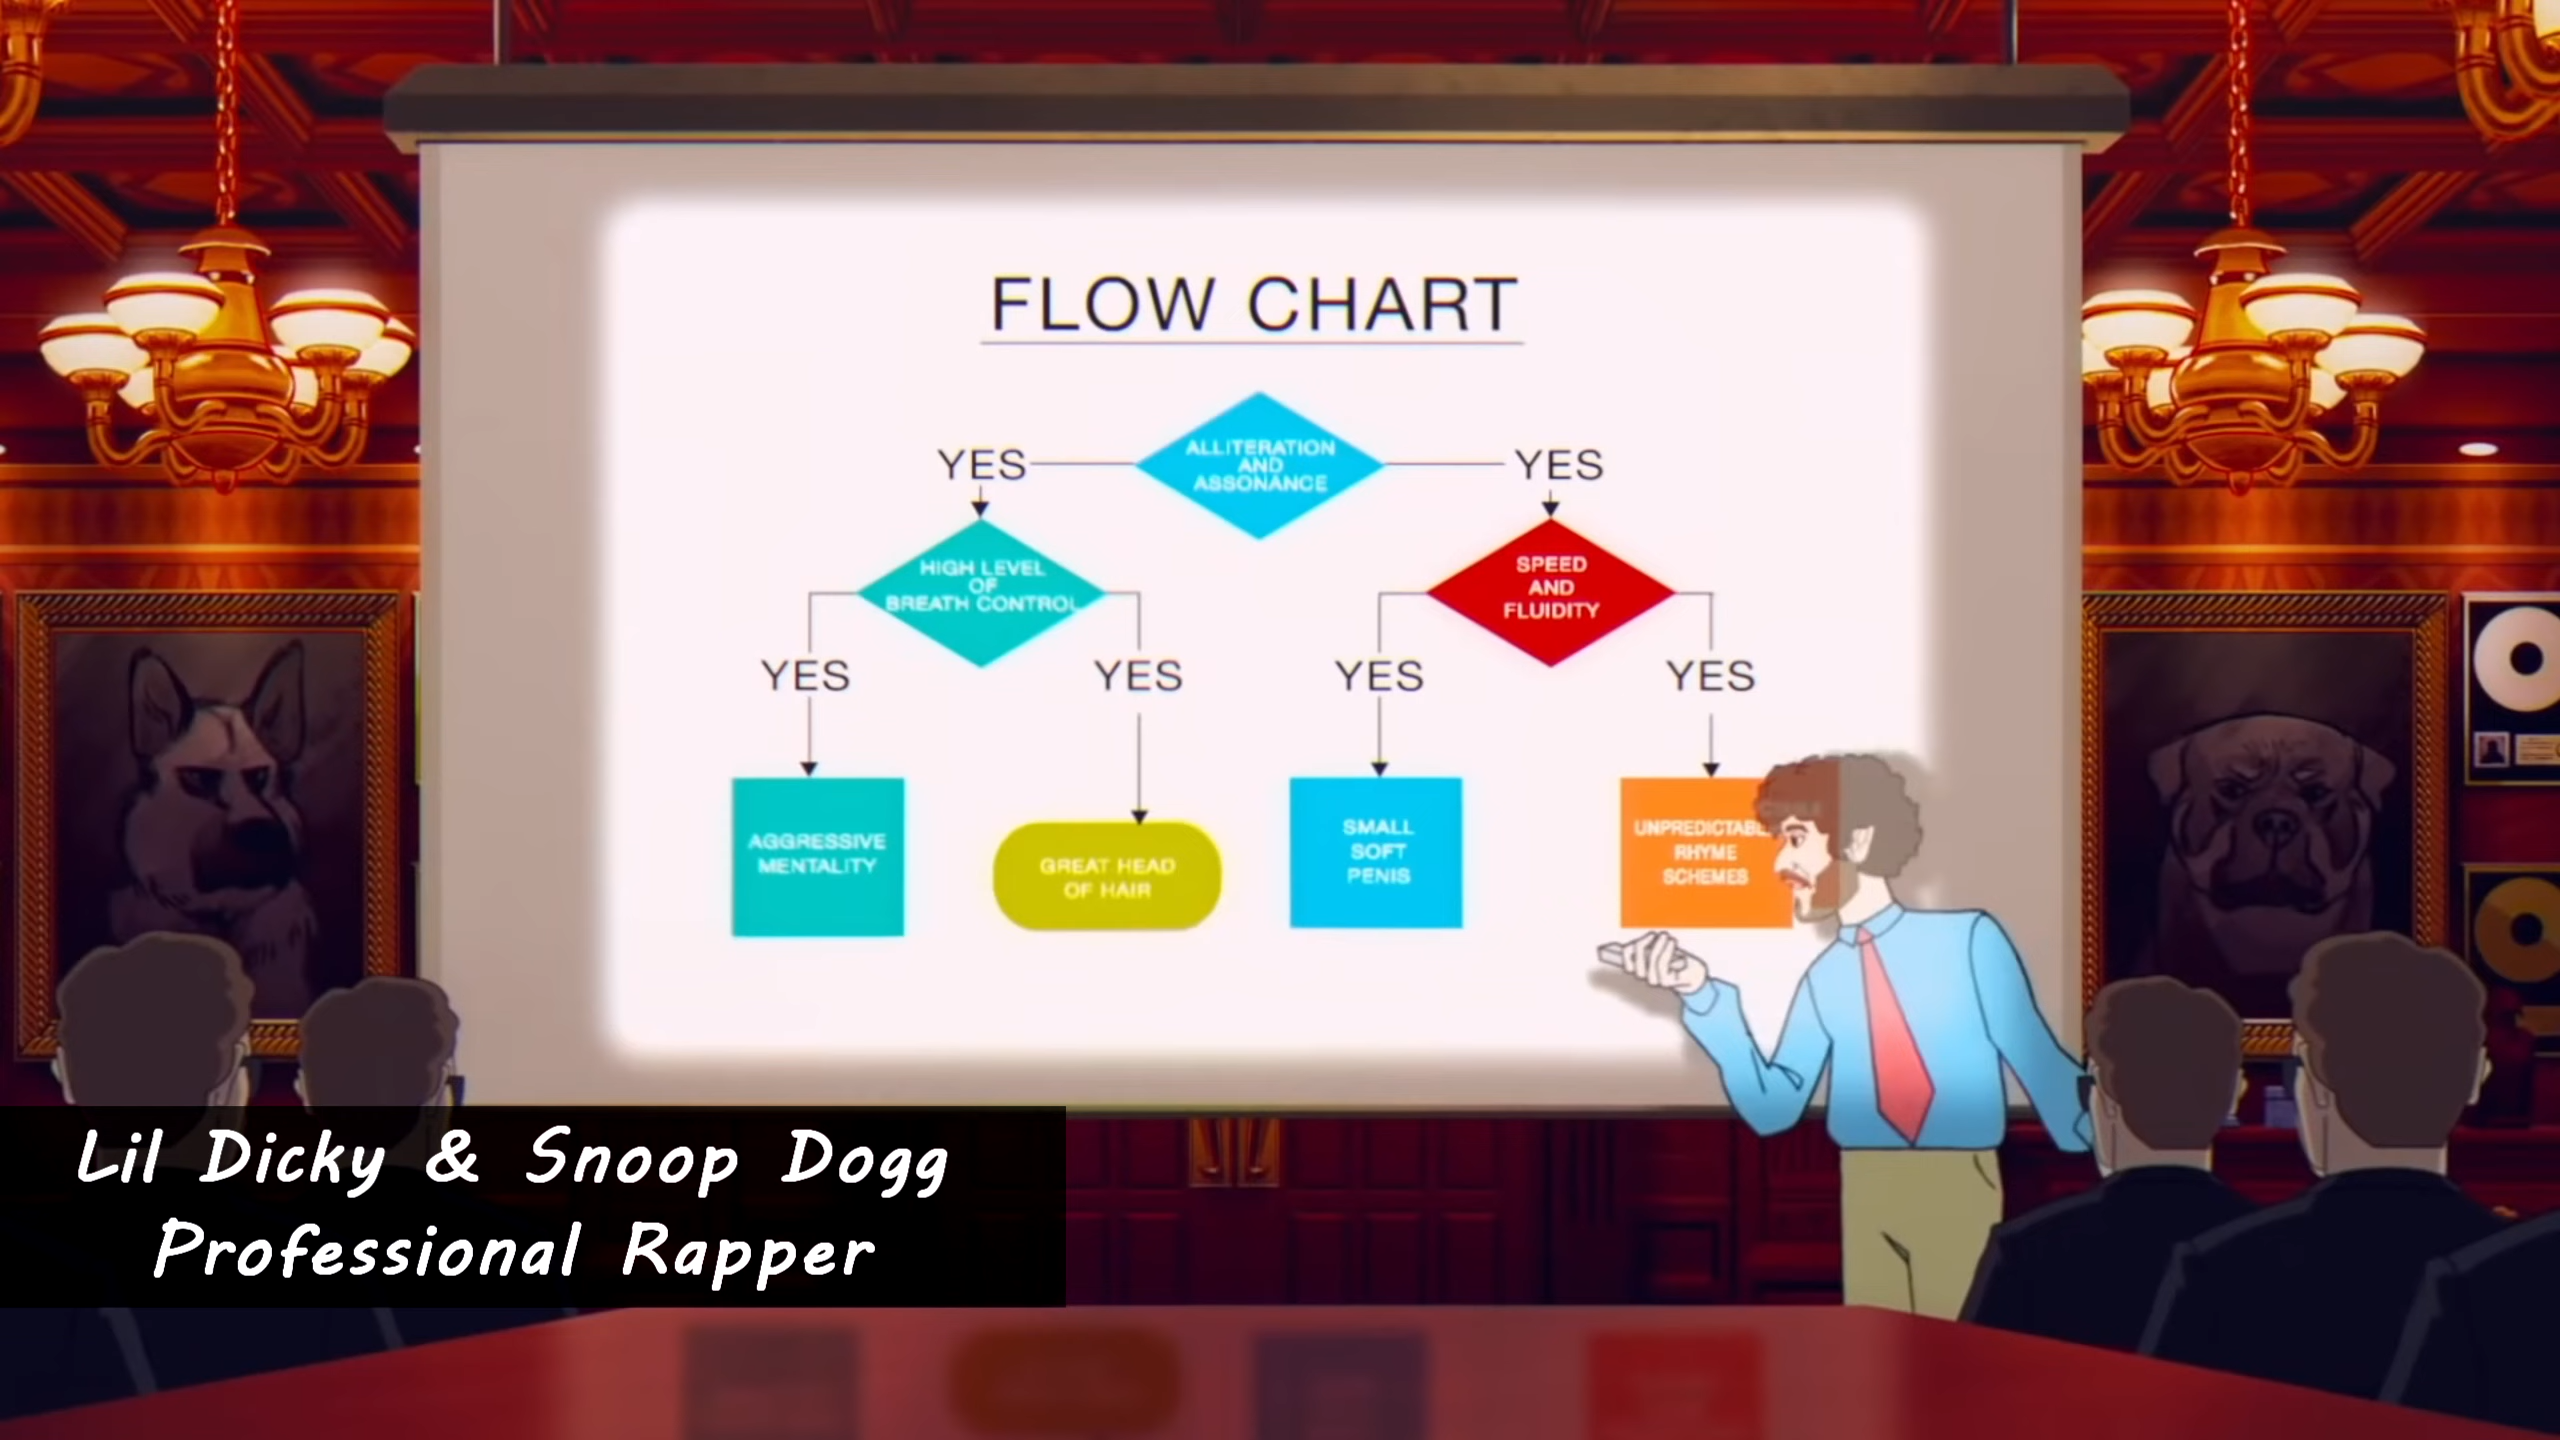 FLOW CHART
ALLITERATION
AND
ASSONANCE
YES
YES
HIGH LEVEL
OF
BREATH CONTROL
SPEED
AND
FLUIDITY
YES
YES
YES
YES
AGGRESSIVE
MENTALITY
GREAT HEAD
OF HAIR
SMALL
SOFT
PENIS
RHYME
SCHEMES
Lil Dicky & Snoop Dogg
Professional Rapper